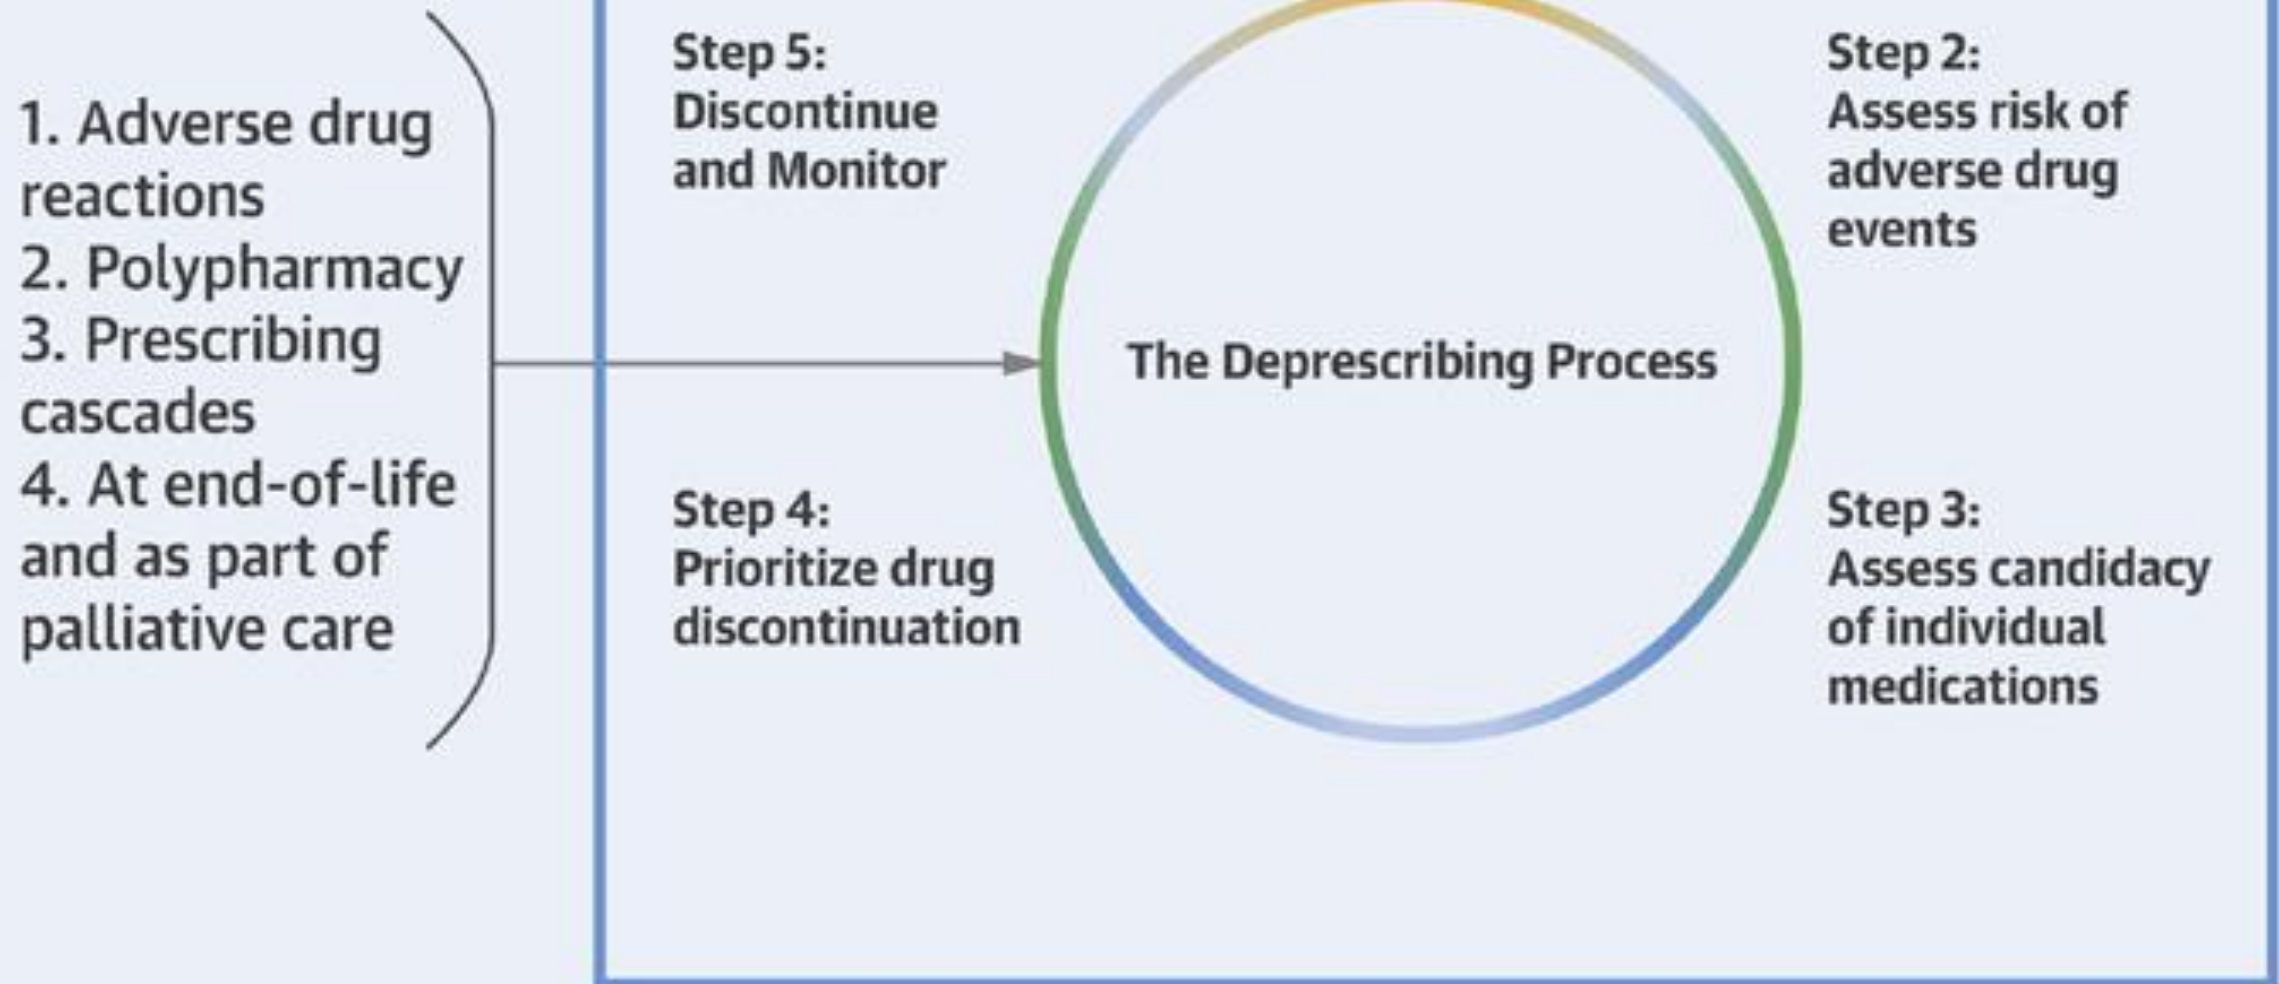 1. Adverse drug
reactions
2. Polypharmacy
3. Prescribing
cascades
4. At end-of-life
and as part of
palliative care
Step 5:
Discontinue
and Monitor
Step 2:
Assess risk of
adverse drug
events
The Deprescribing Process
Step 4:
Prioritize drug
discontinuation
Step 3:
Assess candidacy
of individual
medications